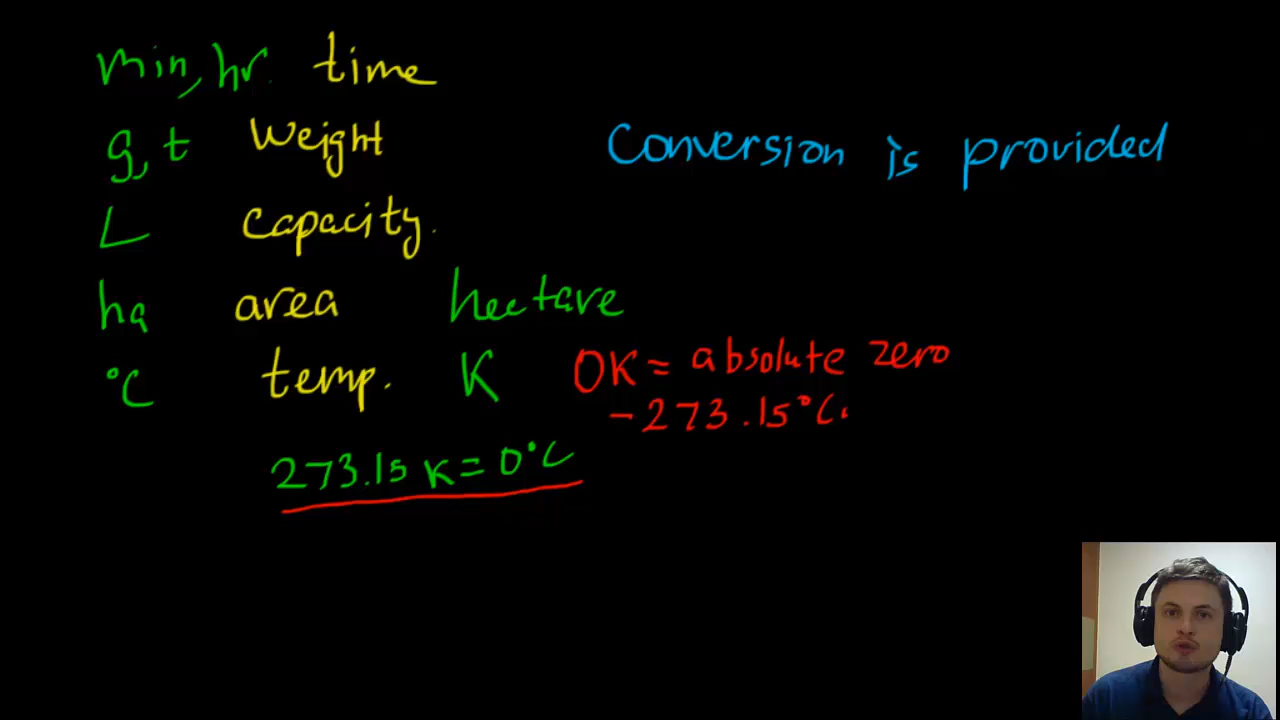 min, hr. time
g, t weight
Conversion is provided
L capacity.
ha area hectare
°C temp. K 0K = absolute zero
-273.15°C.
273.15 K = 0°C